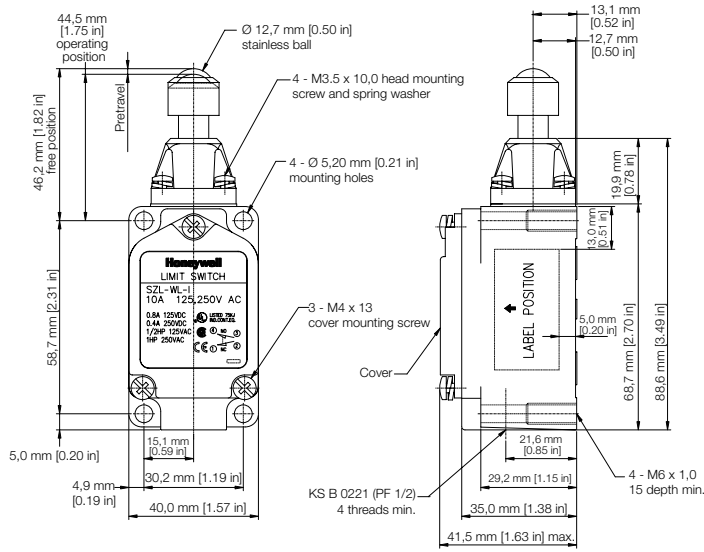 44,5 mm
[1.75 in]
operating
position
Ø 12,7 mm [0.50 in]
stainless ball
4 - M3.5 x 10,0 head mounting
screw and spring washer
Pretravel
46,2 mm [1.82 in]
free position
4 - Ø 5,20 mm [0.21 in]
mounting holes
Honeywell
LIMIT SWITCH
SZL-WL-I
10A 125,250V AC
0.8A 125VDC
0.4A 250VDC
1/2HP 125VAC
1HP 250VAC
LISTED
IND.CONT.EQ.
4 NO 3
1 NC 2
58,7 mm [2.31 in]
3 - M4 x 13
cover mounting screw
5,0 mm [0.20 in]
15,1 mm
[0.59 in]
4,9 mm
[0.19 in]
30,2 mm [1.19 in]
40,0 mm [1.57 in]
13,1 mm
[0.52 in]
12,7 mm
[0.50 in]
19,9 mm
[0.78 in]
13,0 mm
[0.51 in]
LABEL POSITION
5,0 mm
[0.20 in]
68,7 mm [2.70 in]
88,6 mm [3.49 in]
Cover
21,6 mm
[0.85 in]
29,2 mm [1.15 in]
KS B 0221 (PF 1/2)
4 threads min.
4 - M6 x 1,0
15 depth min.
35,0 mm [1.38 in]
41,5 mm [1.63 in] max.